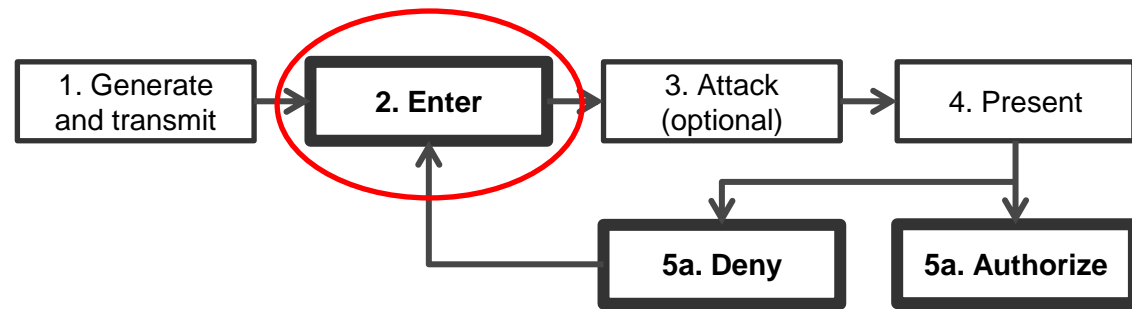 1. Generate
and transmit
2. Enter
3. Attack
(optional)
4. Present
5a. Deny
5a. Authorize